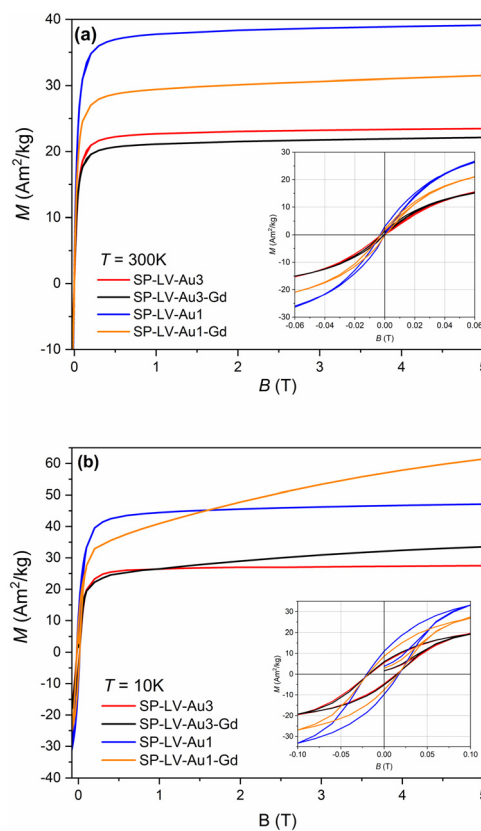 (a)
40
30
20
10
0
-10
M (Am²/kg)
T = 300K
SP-LV-Au3
SP-LV-Au3-Gd
SP-LV-Au1
SP-LV-Au1-Gd
30
20
10
0
-10
-20
-30
M (Am²/kg)
-0.06 -0.04 -0.02 0.00 0.02 0.04 0.06
B (T)
0 1 2 3 4 5
B (T)
(b)
60
50
40
30
20
10
0
-10
-20
-30
-40
M (Am²/kg)
T = 10K
SP-LV-Au3
SP-LV-Au3-Gd
SP-LV-Au1
SP-LV-Au1-Gd
30
20
10
0
-10
-20
-30
M (Am²/kg)
-0.10 -0.05 0.00 0.05 0.10
B (T)
0 1 2 3 4 5
B (T)